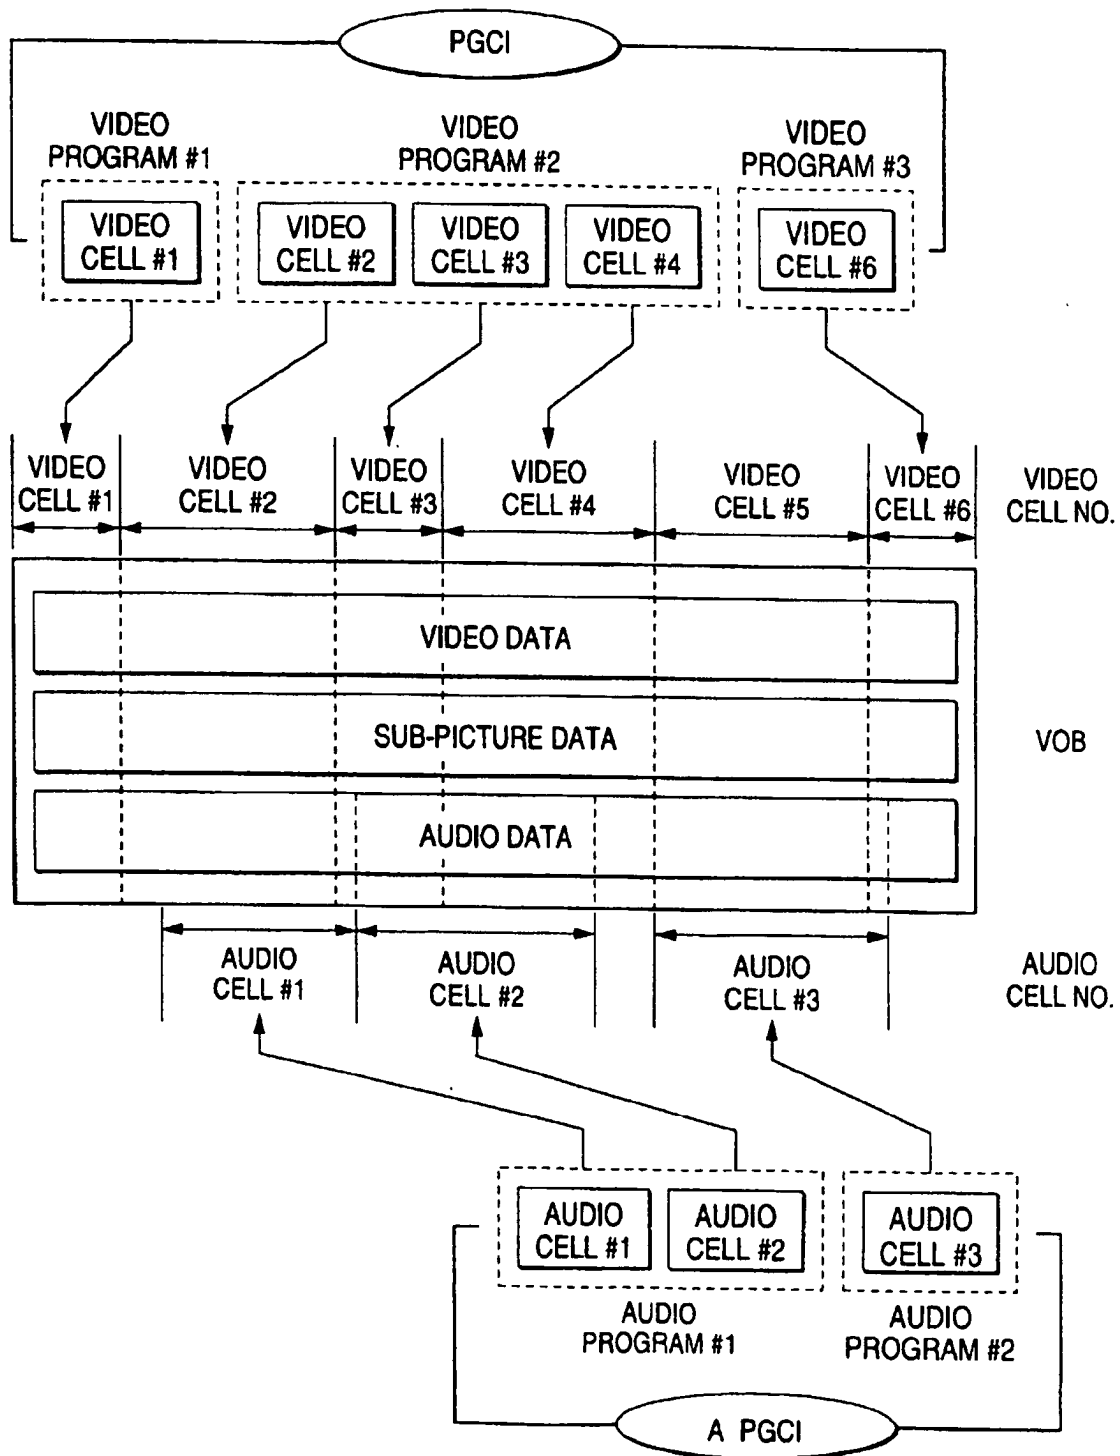 PGCI
VIDEO
PROGRAM #1
VIDEO
PROGRAM #2
VIDEO
PROGRAM #3
VIDEO
CELL #1
VIDEO
CELL #2
VIDEO
CELL #3
VIDEO
CELL #4
VIDEO
CELL #6
VIDEO
CELL #1
VIDEO
CELL #2
VIDEO
CELL #3
VIDEO
CELL #4
VIDEO
CELL #5
VIDEO
CELL #6
VIDEO
CELL NO.
VIDEO DATA
SUB-PICTURE DATA
VOB
AUDIO DATA
AUDIO
CELL #1
AUDIO
CELL #2
AUDIO
CELL #3
AUDIO
CELL NO.
AUDIO
CELL #1
AUDIO
CELL #2
AUDIO
CELL #3
AUDIO
PROGRAM #1
AUDIO
PROGRAM #2
A PGCI